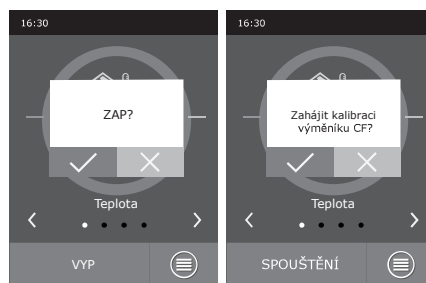 16:30
ZAP?
Teplota
VYP
16:30
Zahájit kalibraci
výměníku CF?
Teplota
SPOUŠTĚNÍ